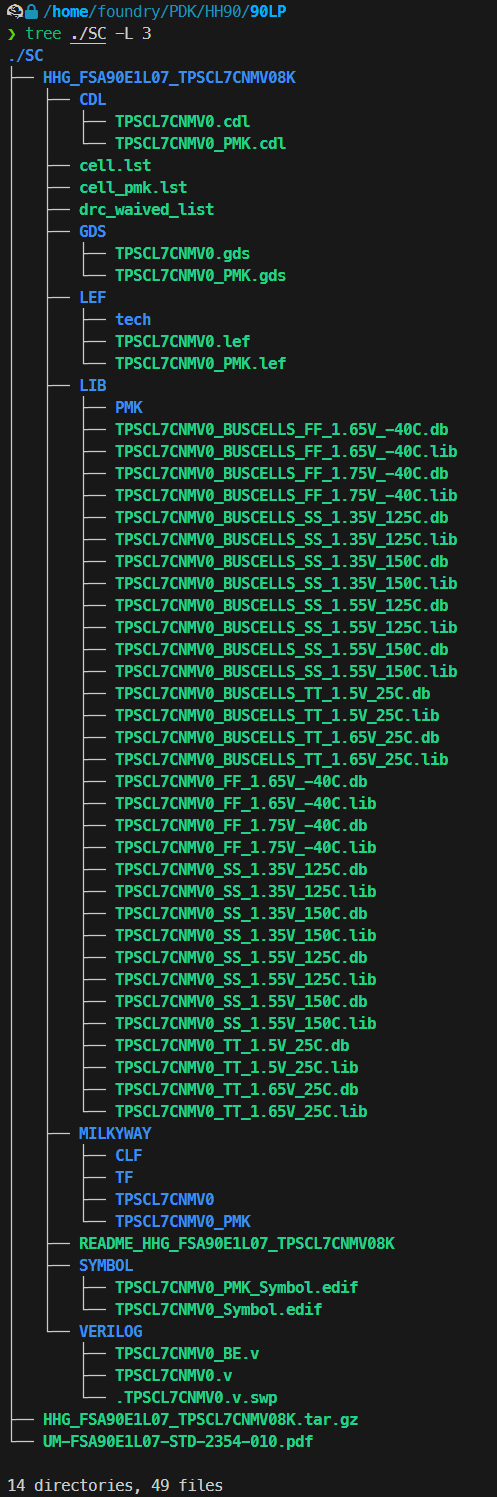 /home/foundry/PDK/HH90/90LP
❯ tree ./SC -L 3
./SC
├── HHG_FSA90E1L07_TPSCL7CNMV08K
│   ├── CDL
│   │   ├── TPSCL7CNMV0.cdl
│   │   └── TPSCL7CNMV0_PMK.cdl
│   ├── cell.lst
│   ├── cell_pmk.lst
│   ├── drc_waived_list
│   ├── GDS
│   │   ├── TPSCL7CNMV0.gds
│   │   └── TPSCL7CNMV0_PMK.gds
│   ├── LEF
│   │   ├── tech
│   │   ├── TPSCL7CNMV0.lef
│   │   └── TPSCL7CNMV0_PMK.lef
│   ├── LIB
│   │   ├── PMK
│   │   ├── TPSCL7CNMV0_BUSCELLS_FF_1.65V_-40C.db
│   │   ├── TPSCL7CNMV0_BUSCELLS_FF_1.65V_-40C.lib
│   │   ├── TPSCL7CNMV0_BUSCELLS_FF_1.75V_-40C.db
│   │   ├── TPSCL7CNMV0_BUSCELLS_FF_1.75V_-40C.lib
│   │   ├── TPSCL7CNMV0_BUSCELLS_SS_1.35V_125C.db
│   │   ├── TPSCL7CNMV0_BUSCELLS_SS_1.35V_125C.lib
│   │   ├── TPSCL7CNMV0_BUSCELLS_SS_1.35V_150C.db
│   │   ├── TPSCL7CNMV0_BUSCELLS_SS_1.35V_150C.lib
│   │   ├── TPSCL7CNMV0_BUSCELLS_SS_1.55V_125C.db
│   │   ├── TPSCL7CNMV0_BUSCELLS_SS_1.55V_125C.lib
│   │   ├── TPSCL7CNMV0_BUSCELLS_SS_1.55V_150C.db
│   │   ├── TPSCL7CNMV0_BUSCELLS_SS_1.55V_150C.lib
│   │   ├── TPSCL7CNMV0_BUSCELLS_TT_1.5V_25C.db
│   │   ├── TPSCL7CNMV0_BUSCELLS_TT_1.5V_25C.lib
│   │   ├── TPSCL7CNMV0_BUSCELLS_TT_1.65V_25C.db
│   │   ├── TPSCL7CNMV0_BUSCELLS_TT_1.65V_25C.lib
│   │   ├── TPSCL7CNMV0_FF_1.65V_-40C.db
│   │   ├── TPSCL7CNMV0_FF_1.65V_-40C.lib
│   │   ├── TPSCL7CNMV0_FF_1.75V_-40C.db
│   │   ├── TPSCL7CNMV0_FF_1.75V_-40C.lib
│   │   ├── TPSCL7CNMV0_SS_1.35V_125C.db
│   │   ├── TPSCL7CNMV0_SS_1.35V_125C.lib
│   │   ├── TPSCL7CNMV0_SS_1.35V_150C.db
│   │   ├── TPSCL7CNMV0_SS_1.35V_150C.lib
│   │   ├── TPSCL7CNMV0_SS_1.55V_125C.db
│   │   ├── TPSCL7CNMV0_SS_1.55V_125C.lib
│   │   ├── TPSCL7CNMV0_SS_1.55V_150C.db
│   │   ├── TPSCL7CNMV0_SS_1.55V_150C.lib
│   │   ├── TPSCL7CNMV0_TT_1.5V_25C.db
│   │   ├── TPSCL7CNMV0_TT_1.5V_25C.lib
│   │   ├── TPSCL7CNMV0_TT_1.65V_25C.db
│   │   └── TPSCL7CNMV0_TT_1.65V_25C.lib
│   ├── MILKYWAY
│   │   ├── CLF
│   │   ├── TF
│   │   ├── TPSCL7CNMV0
│   │   └── TPSCL7CNMV0_PMK
│   ├── README_HHG_FSA90E1L07_TPSCL7CNMV08K
│   ├── SYMBOL
│   │   ├── TPSCL7CNMV0_PMK_Symbol.edif
│   │   └── TPSCL7CNMV0_Symbol.edif
│   └── VERILOG
│       ├── TPSCL7CNMV0_BE.v
│       ├── TPSCL7CNMV0.v
│       └── .TPSCL7CNMV0.v.swp
├── HHG_FSA90E1L07_TPSCL7CNMV08K.tar.gz
└── UM-FSA90E1L07-STD-2354-010.pdf
14 directories, 49 files